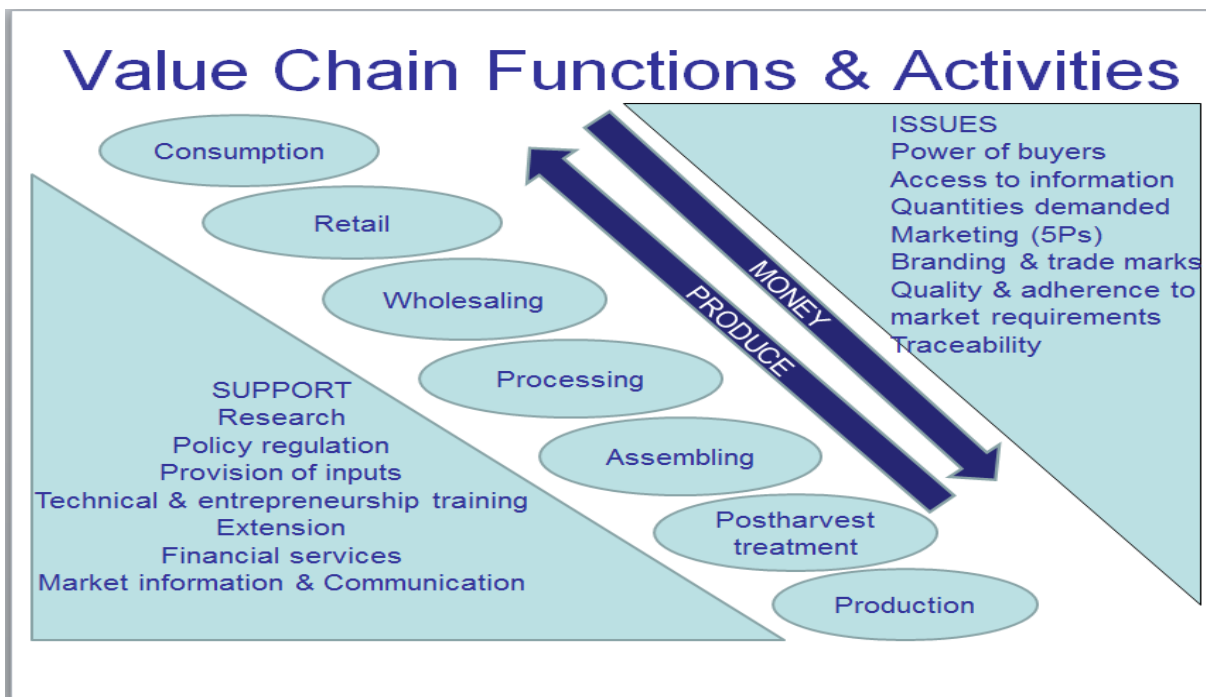 Value Chain Functions & Activities
Consumption
Retail
Wholesaling
Processing
Assembling
Postharvest
treatment
Production
MONEY
PRODUCE
ISSUES
Power of buyers
Access to information
Quantities demanded
Marketing (5Ps)
Branding & trade marks
Quality & adherence to
market requirements
Traceability
SUPPORT
Research
Policy regulation
Provision of inputs
Technical & entrepreneurship training
Extension
Financial services
Market information & Communication